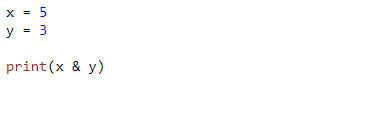 x = 5
y = 3
print(x & y)